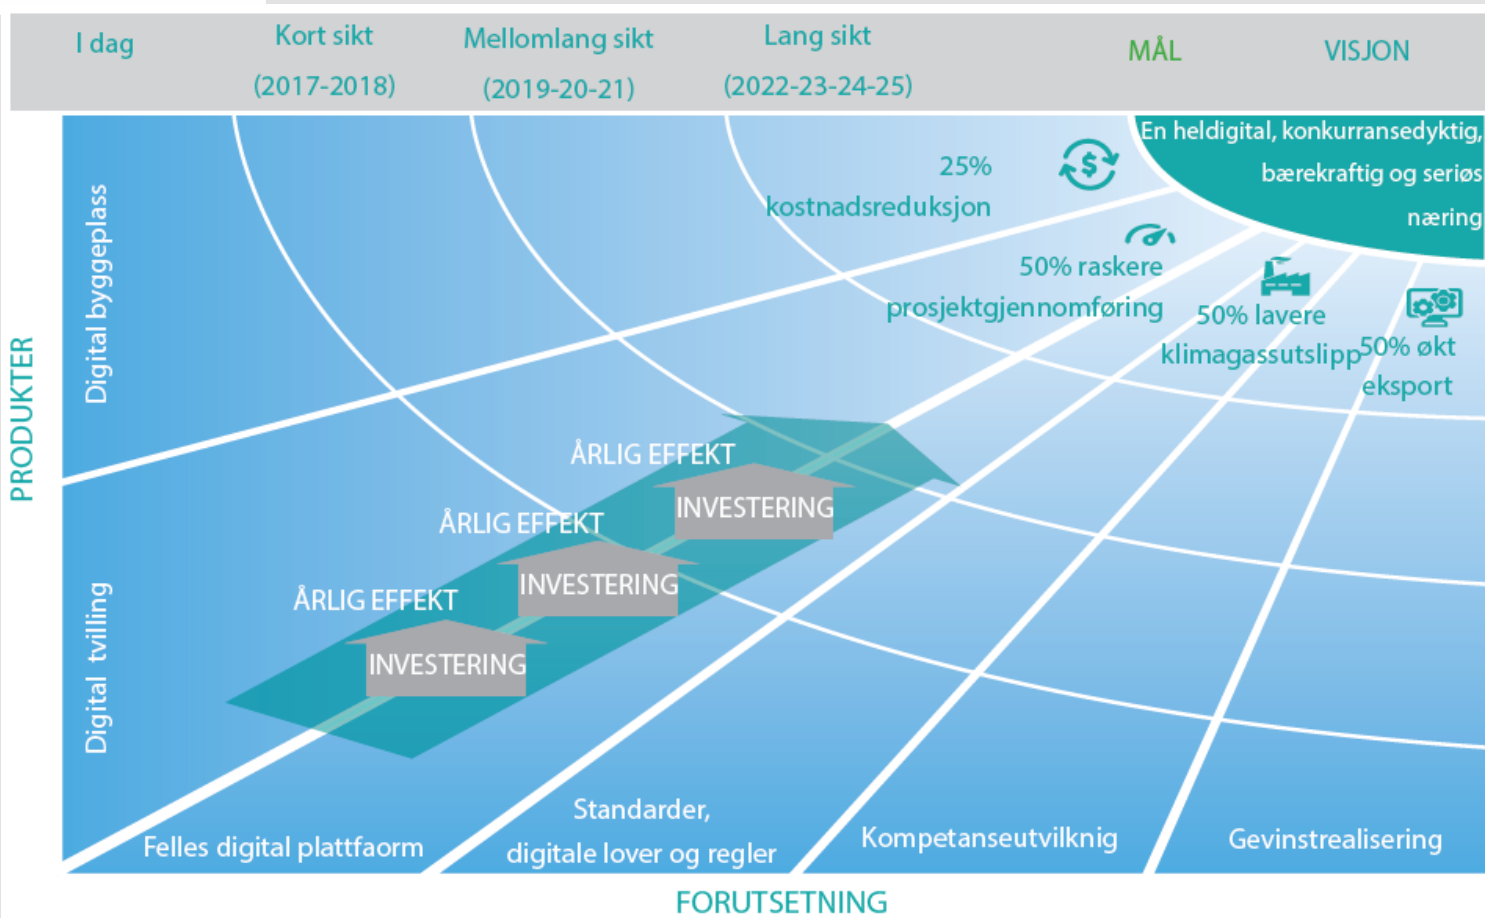 I dag
Kort sikt
(2017-2018)
Mellomlang sikt
(2019-20-21)
Lang sikt
(2022-23-24-25)
MÅL
VISJON
En heldigital, konkurransedyktig,
bærekraftig og seriøs
næring
25%
kostnadsreduksjon
50% raskere
prosjektgjennomføring
50% lavere
klimagassutslipp
50% økt
eksport
PRODUKTER
Digital byggeplass
Digital tvilling
ÅRLIG EFFEKT
INVESTERING
ÅRLIG EFFEKT
INVESTERING
ÅRLIG EFFEKT
INVESTERING
Felles digital plattfaorm
Standarder,
digitale lover og regler
Kompetanseutvilknig
Gevinstrealisering
FORUTSETNING